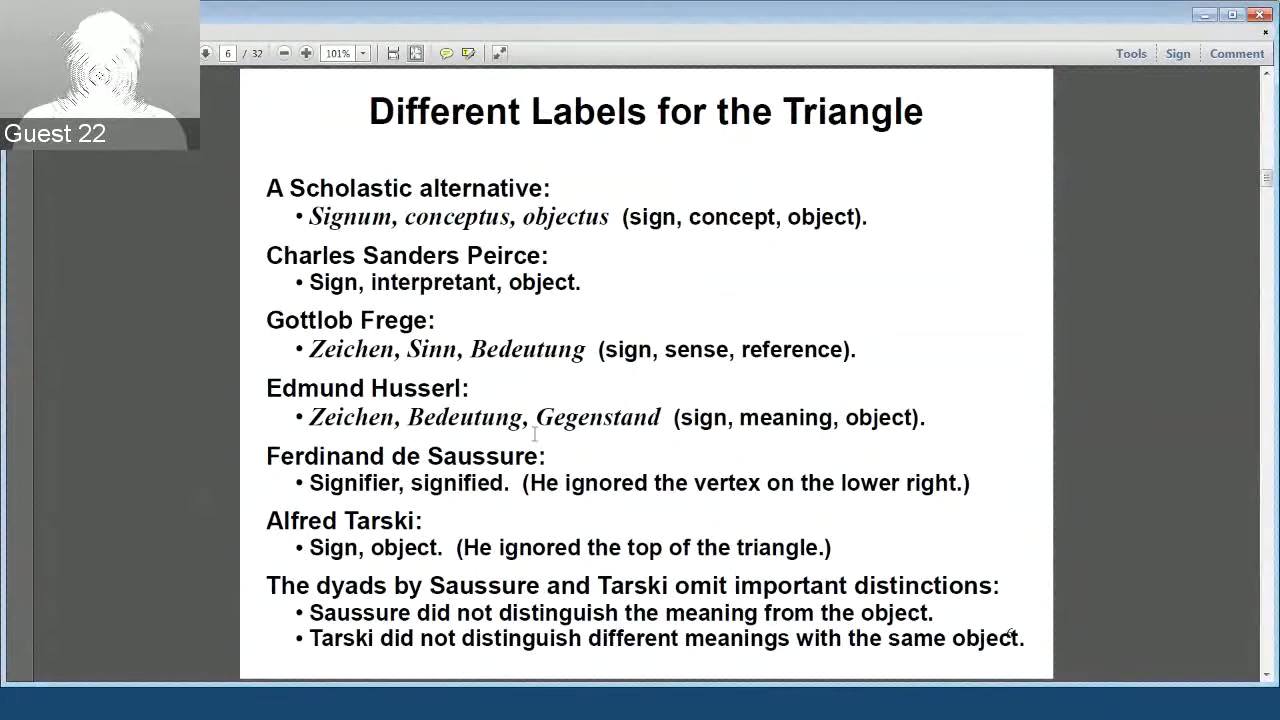 Guest 22
6 / 32
101%
Tools
Sign
Comment
Different Labels for the Triangle
A Scholastic alternative:
• Signum, conceptus, objectus (sign, concept, object).
Charles Sanders Peirce:
• Sign, interpretant, object.
Gottlob Frege:
• Zeichen, Sinn, Bedeutung (sign, sense, reference).
Edmund Husserl:
• Zeichen, Bedeutung, Gegenstand (sign, meaning, object).
Ferdinand de Saussure:
• Signifier, signified. (He ignored the vertex on the lower right.)
Alfred Tarski:
• Sign, object. (He ignored the top of the triangle.)
The dyads by Saussure and Tarski omit important distinctions:
• Saussure did not distinguish the meaning from the object.
• Tarski did not distinguish different meanings with the same object.